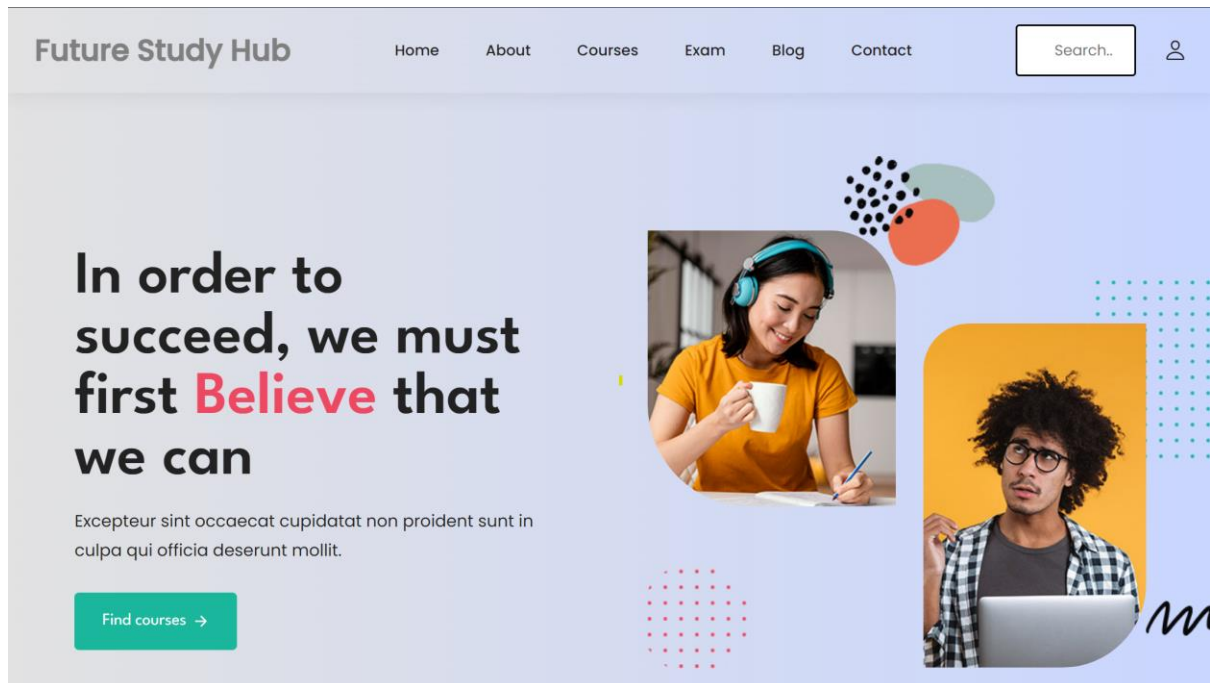 Future Study Hub
Home
About
Courses
Exam
Blog
Contact
Search..
In order to
succeed, we must
first Believe that
we can
Excepteur sint occaecat cupidatat non proident sunt in
culpa qui officia deserunt mollit.
Find courses →